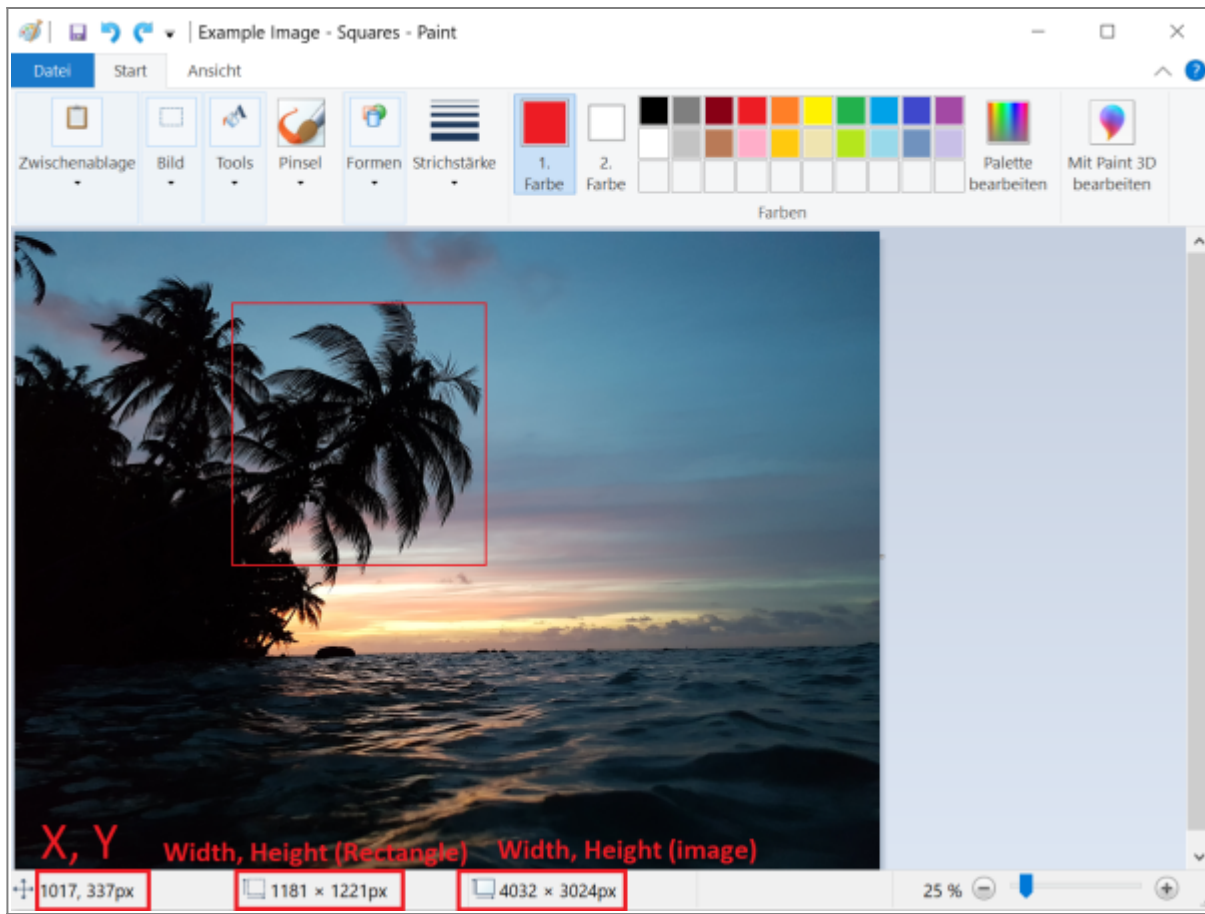 Example Image - Squares - Paint
Datei Start Ansicht
Zwischenablage Bild Tools Pinsel Formen Strichstärke 1. Farbe 2. Farbe Palette bearbeiten Mit Paint 3D bearbeiten
Farben
X, Y Width, Height (Rectangle) Width, Height (image)
1017, 337px 1181 × 1221px 4032 × 3024px 25 %